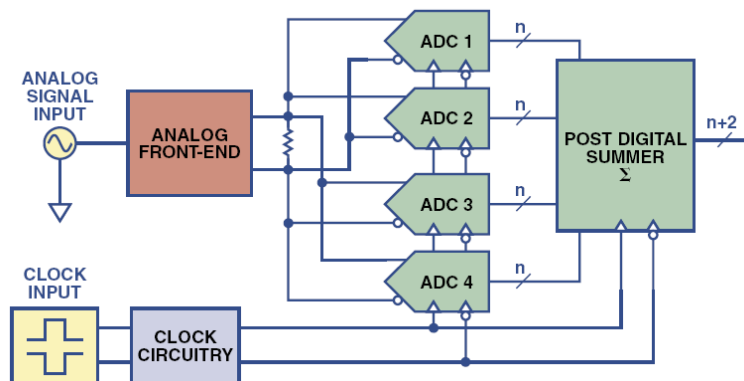 ANALOG
SIGNAL
INPUT
ANALOG
FRONT-END
ADC 1
n
ADC 2
n
ADC 3
n
ADC 4
n
POST DIGITAL
SUMMER
Σ
n+2
CLOCK
INPUT
CLOCK
CIRCUITRY